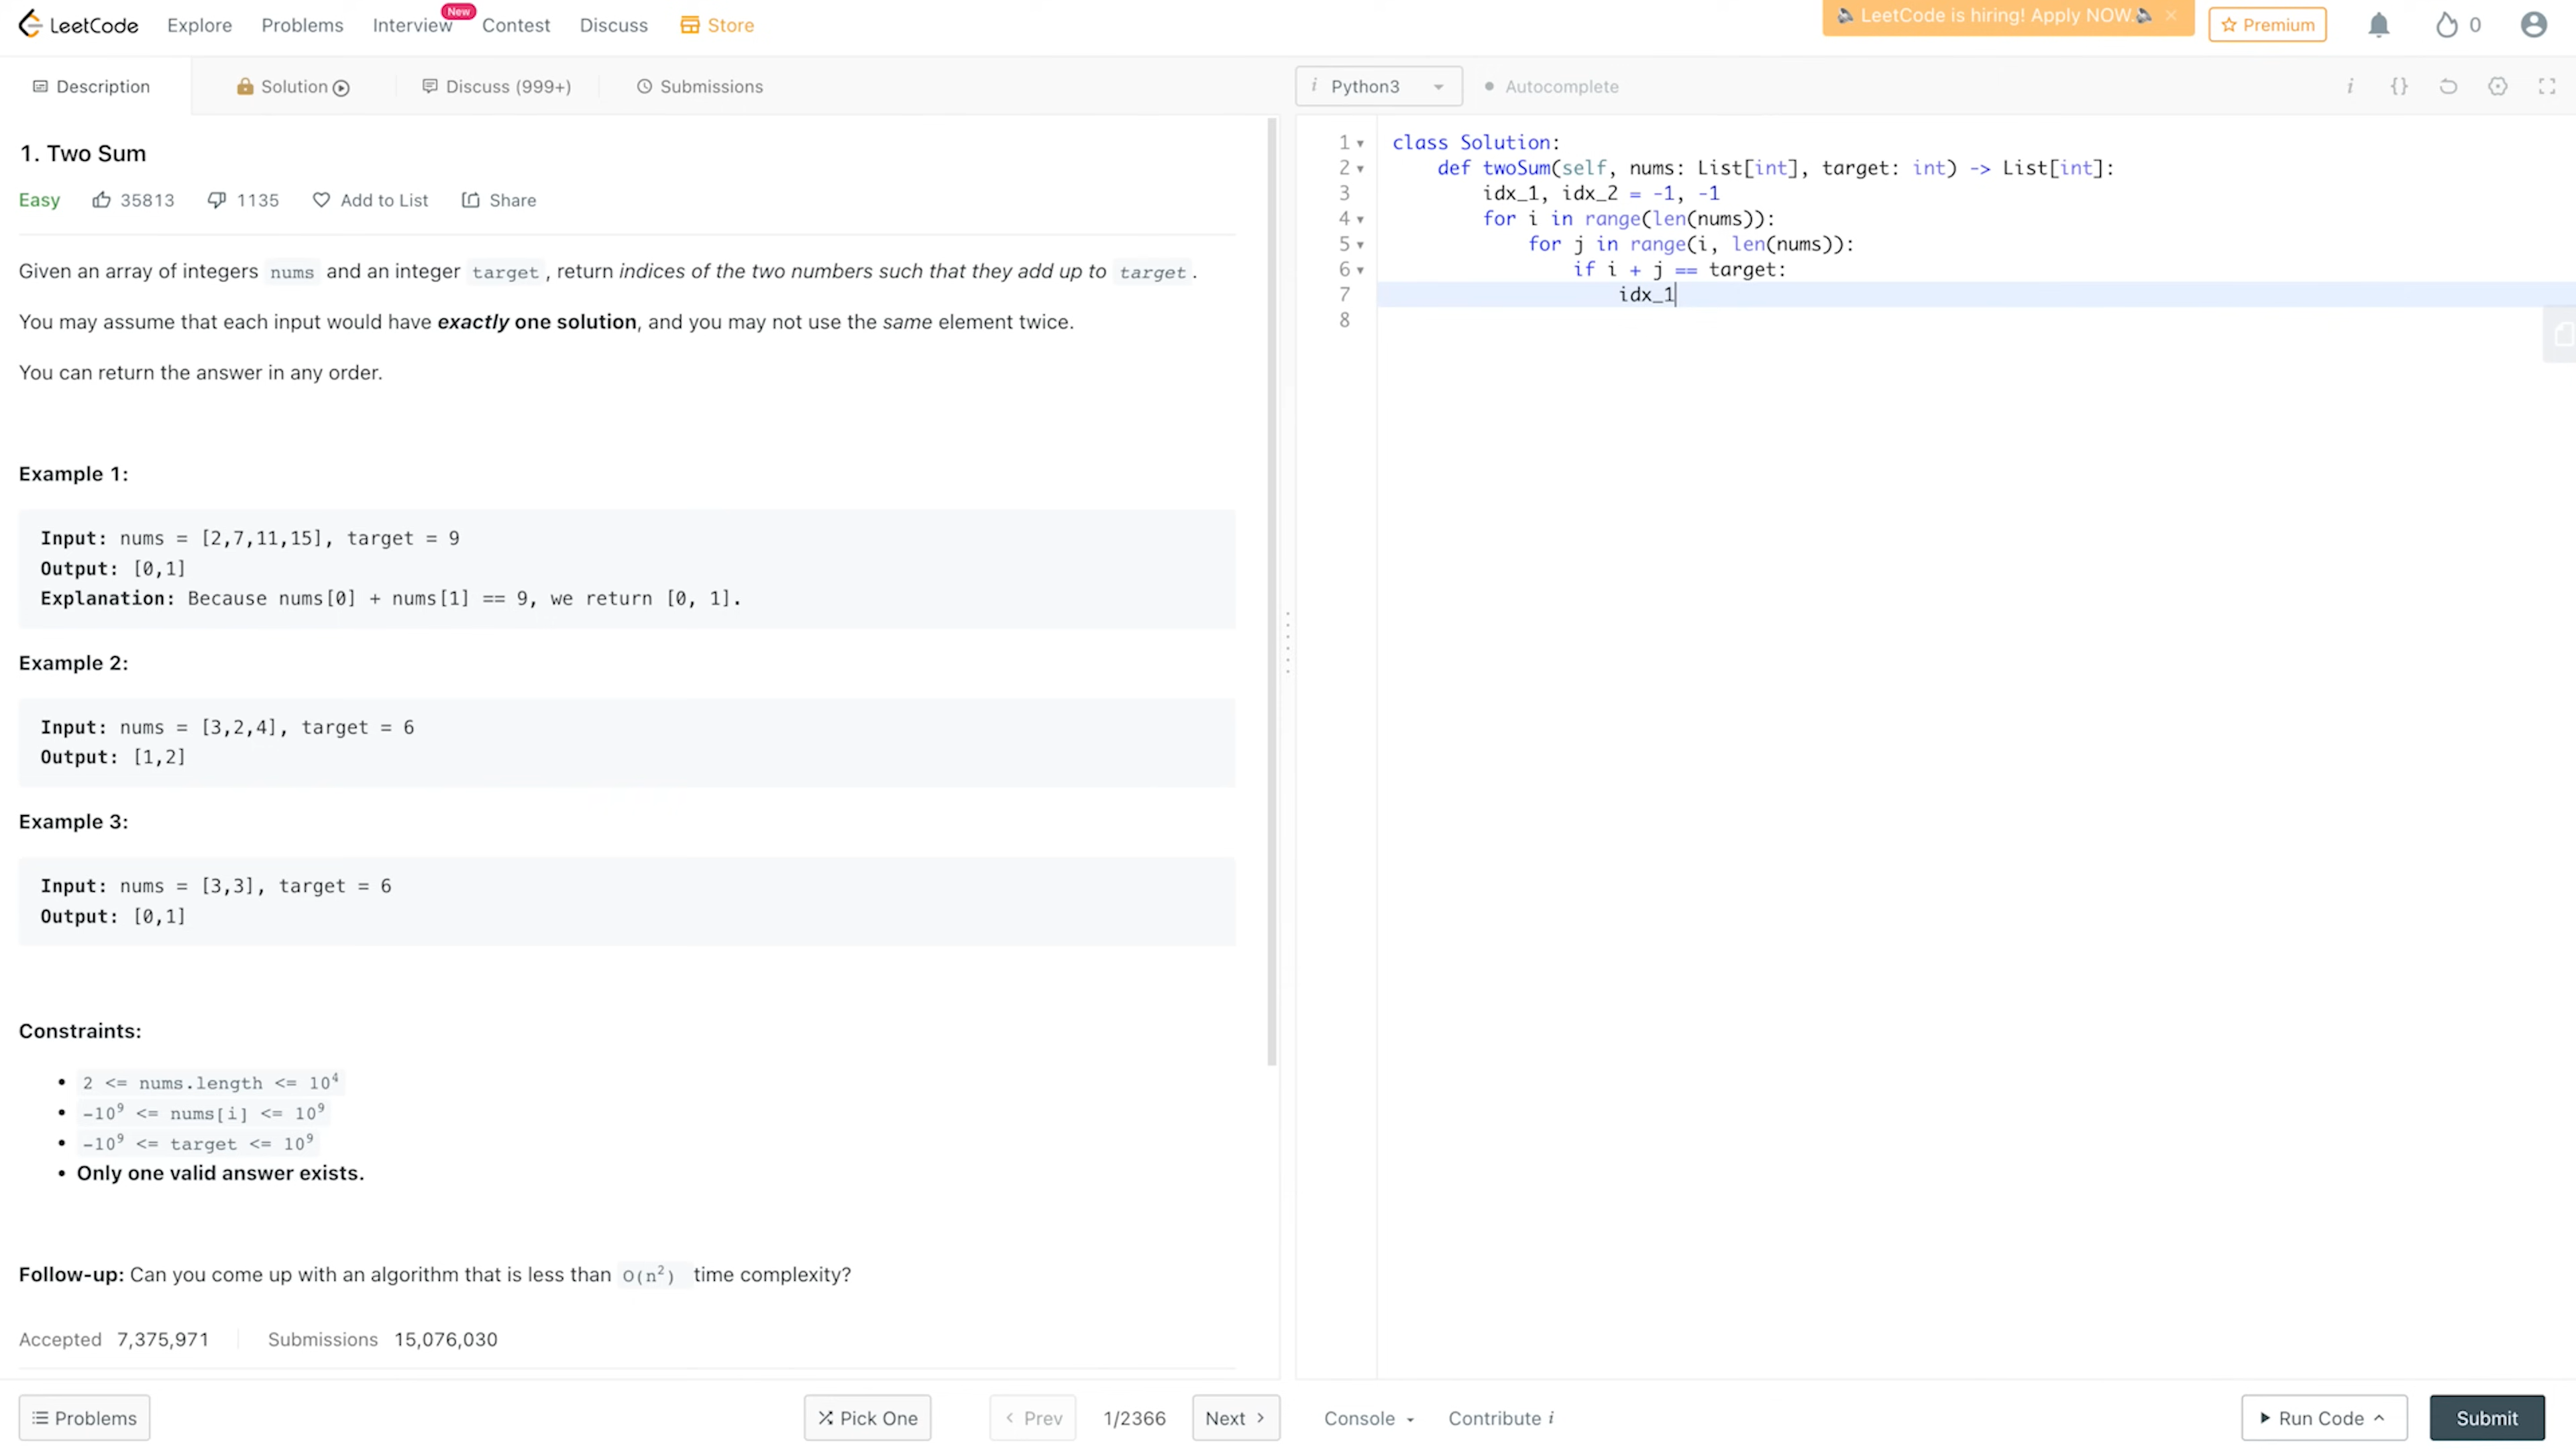 LeetCode Explore Problems Interview New Contest Discuss Store LeetCode is hiring! Apply NOW. × Premium 0
Description Solution Discuss (999+) Submissions
1. Two Sum
Easy 35813 1135 Add to List Share
Given an array of integers nums and an integer target, return indices of the two numbers such that they add up to target.
You may assume that each input would have exactly one solution, and you may not use the same element twice.
You can return the answer in any order.
Example 1:
Input: nums = [2,7,11,15], target = 9
Output: [0,1]
Explanation: Because nums[0] + nums[1] == 9, we return [0, 1].
Example 2:
Input: nums = [3,2,4], target = 6
Output: [1,2]
Example 3:
Input: nums = [3,3], target = 6
Output: [0,1]
Constraints:
• 2 <= nums.length <= 10⁴
• -10⁹ <= nums[i] <= 10⁹
• -10⁹ <= target <= 10⁹
• Only one valid answer exists.
Follow-up: Can you come up with an algorithm that is less than O(n²) time complexity?
Accepted 7,375,971 Submissions 15,076,030
Problems Pick One < Prev 1/2366 Next >
i Python3 Autocomplete i {}
1 class Solution:
2     def twoSum(self, nums: List[int], target: int) -> List[int]:
3         idx_1, idx_2 = -1, -1
4         for i in range(len(nums)):
5             for j in range(i, len(nums)):
6                 if i + j == target:
7                     idx_1
8
Console Contribute i Run Code Submit